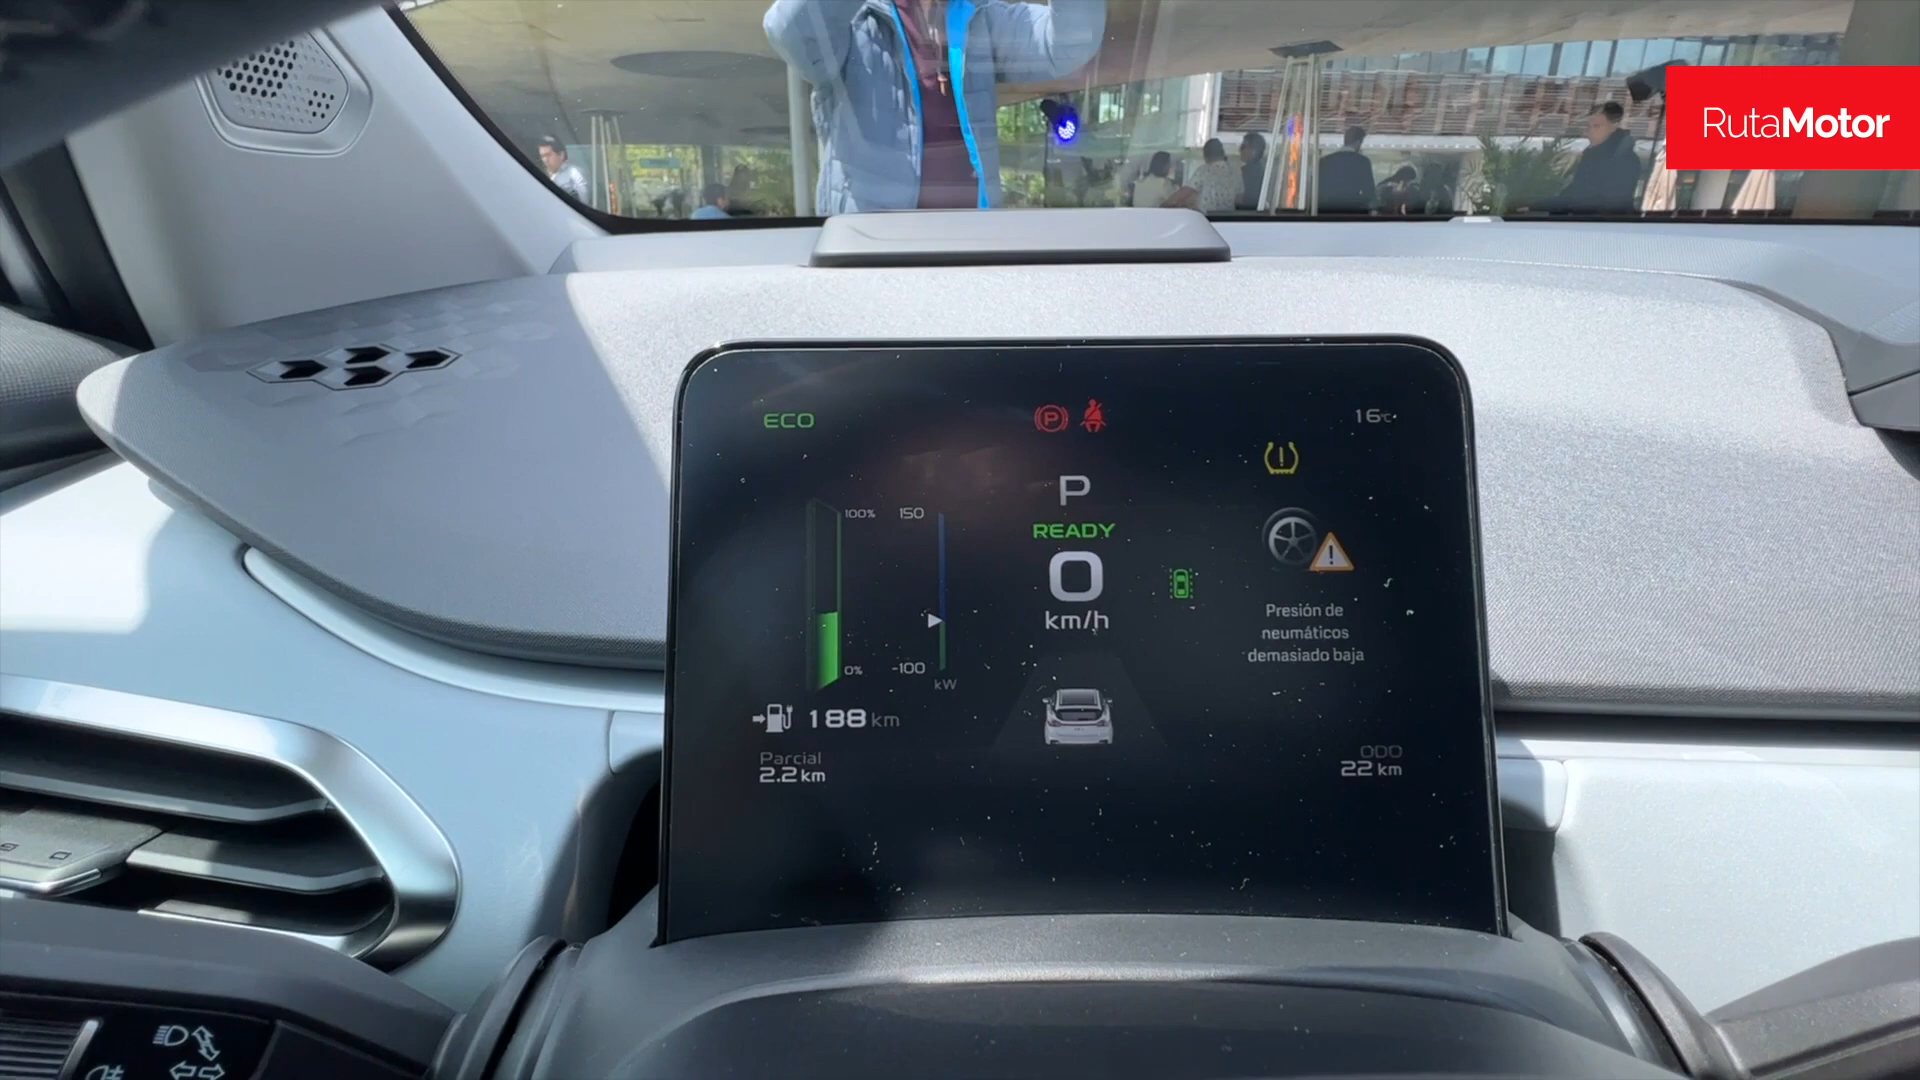 RutaMotor
ECO
P
16°C
P
READY
0
km/h
100%
0%
150
-100
kW
188 km
Parcial
2.2 km
Presión de
neumáticos
demasiado baja
ODO
22 km